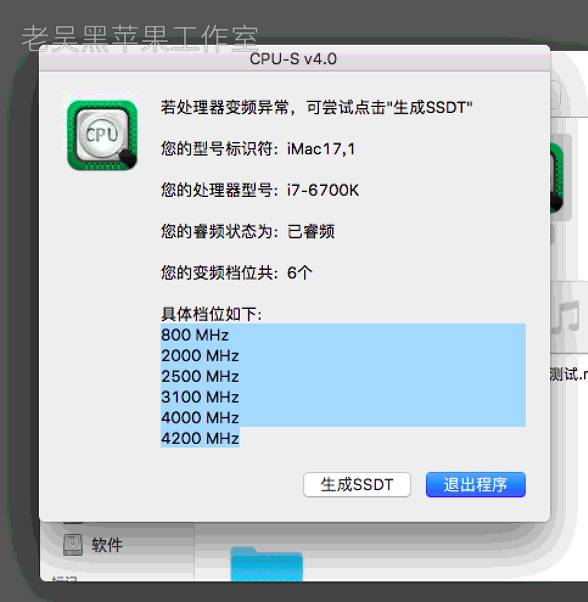 老吴黑苹果工作室
CPU-S v4.0
CPU
若处理器变频异常，可尝试点击"生成SSDT"
您的型号标识符: iMac17,1
您的处理器型号: i7-6700K
您的睿频状态为: 已睿频
您的变频档位共: 6个
具体档位如下:
800 MHz
2000 MHz
2500 MHz
3100 MHz
4000 MHz
4200 MHz
测试.
生成SSDT
退出程序
软件
标记